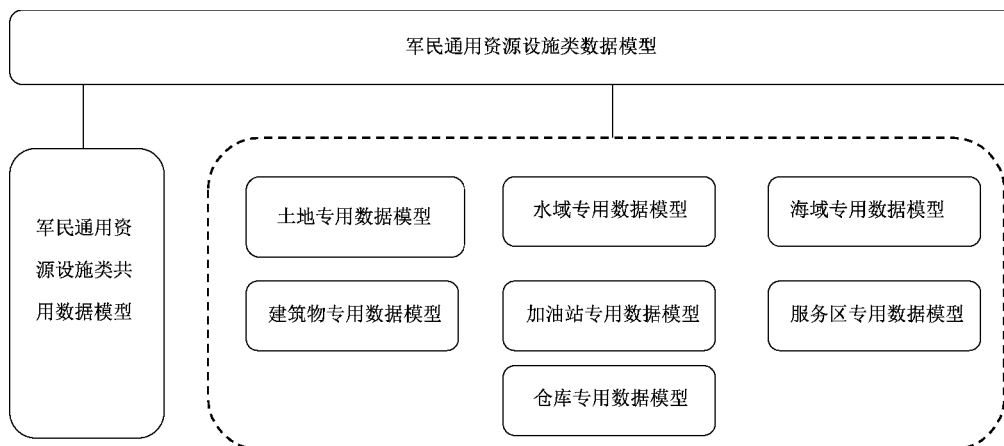 军民通用资源设施类数据模型
军民通用资
源设施类共
用数据模型
土地专用数据模型
水域专用数据模型
海域专用数据模型
建筑物专用数据模型
加油站专用数据模型
服务区专用数据模型
仓库专用数据模型